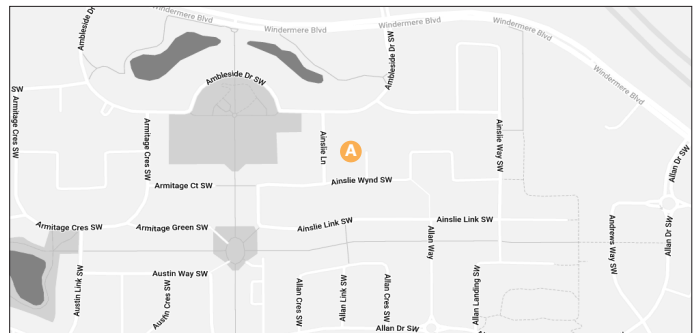 Windermere Blvd
Windermere Blvd
Windermere Blvd
Windermere Blvd
Ambleside Dr
Ambleside Dr SW
Ambleside Dr SW
SW
Armitage Cres SW
Armitage Cres SW
Ainslie Ln
A
Ainslie Way SW
Allan Dr SW
Armitage Ct SW
Ainslie Wynd SW
Armitage Cres SW
Armitage Green SW
Ainslie Link SW
Ainslie Link SW
Allan Way
Andrews Way SW
Allan Dr SW
Austin Link SW
Austin Way SW
Austin Cres SW
Allan Cres SW
Allan Link SW
Allan Cres SW
Allan Landing SW
Allan Dr SW